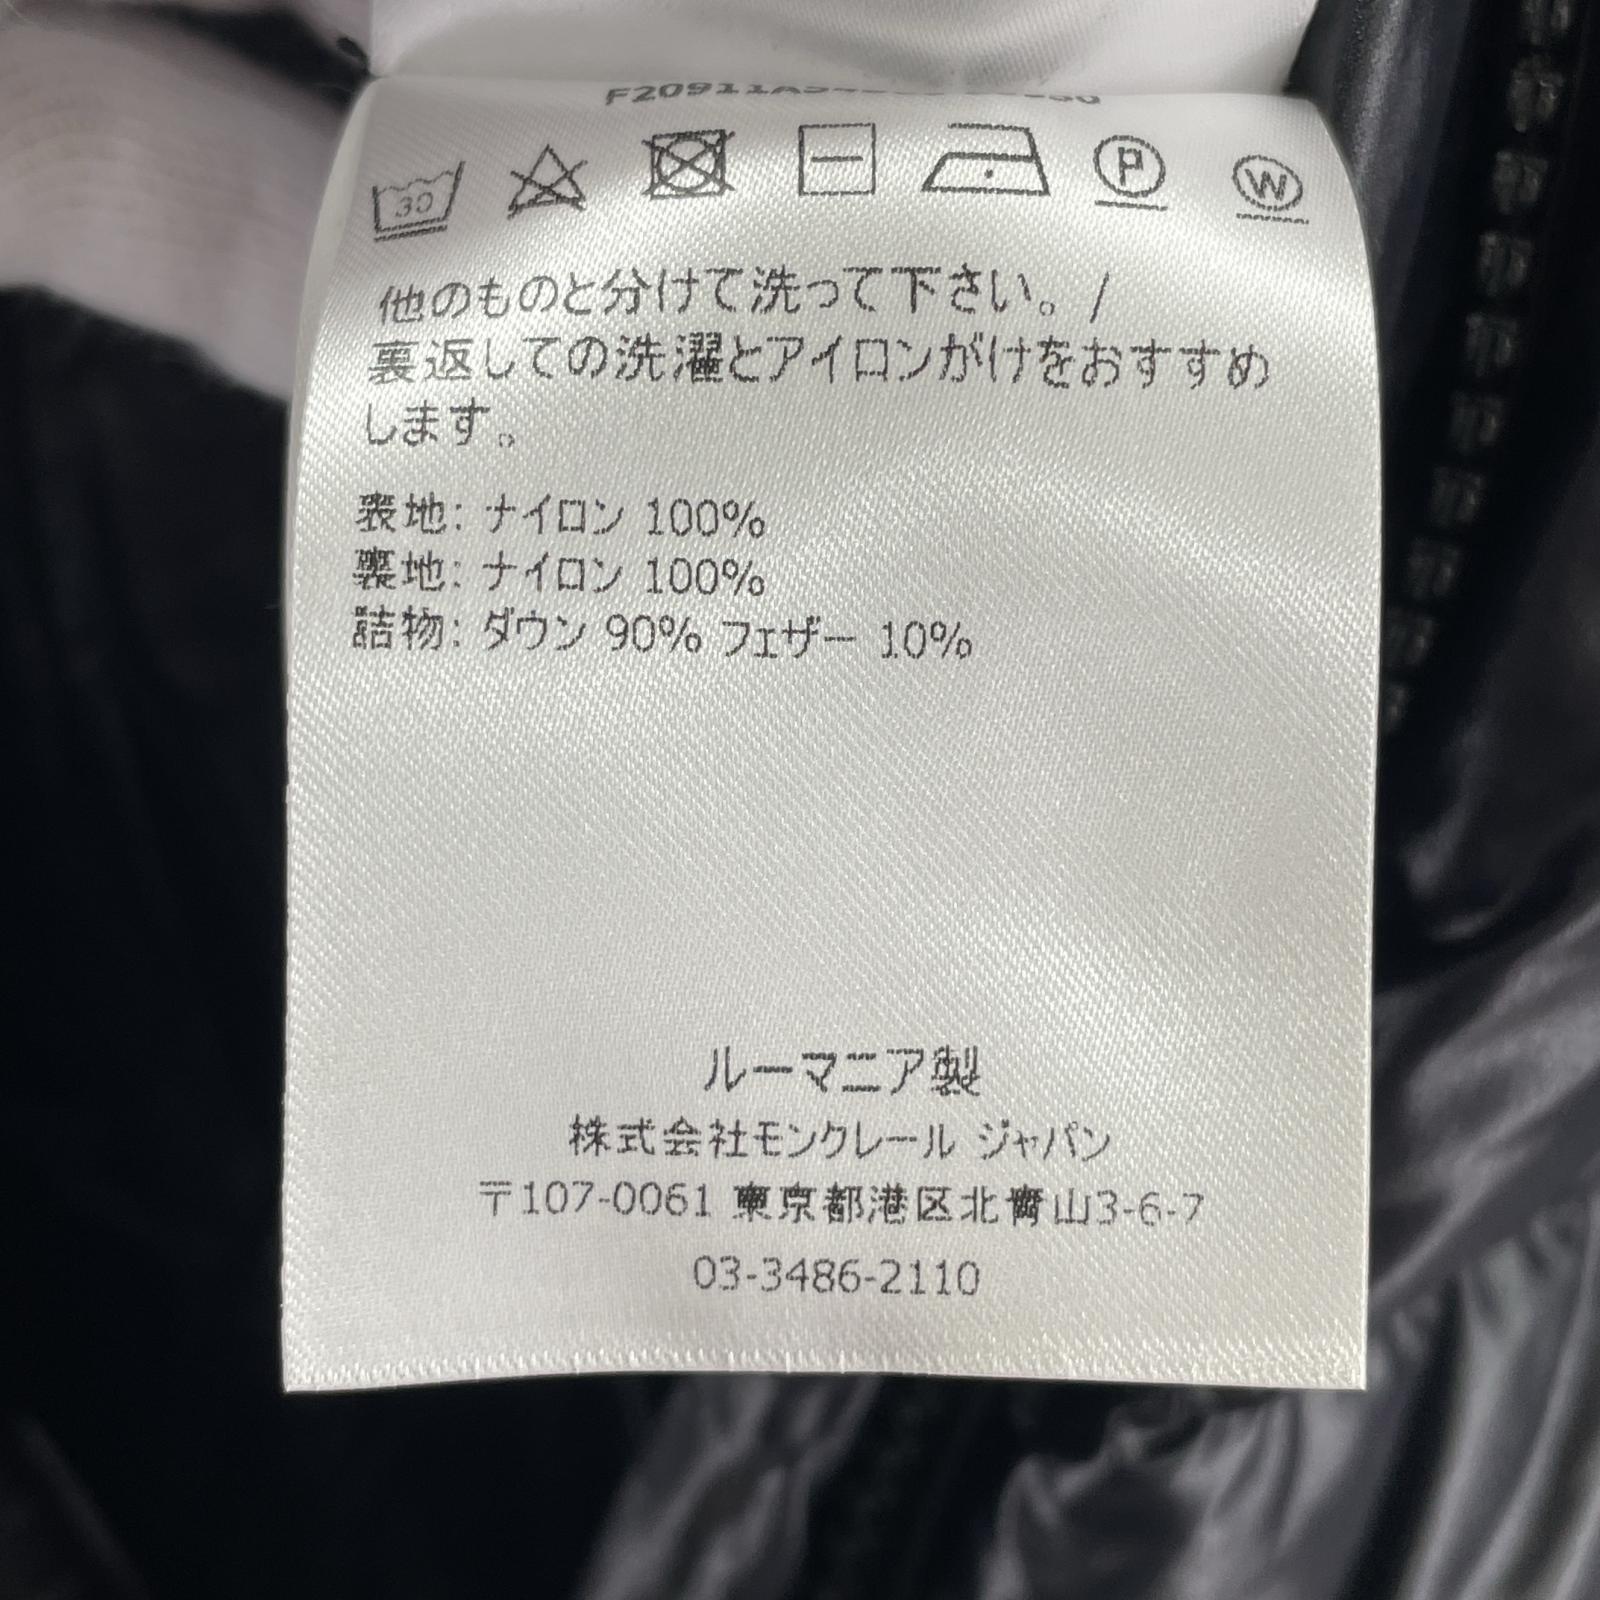 30
P
W
他のものと分けて洗って下さい。/
裏返しての洗濯とアイロンがけをおすすめ
します。
表地: ナイロン 100%
裏地: ナイロン 100%
詰物: ダウン 90% フェザー 10%
ルーマニア製
株式会社モンクレール ジャパン
〒107-0061 東京都港区北青山3-6-7
03-3486-2110